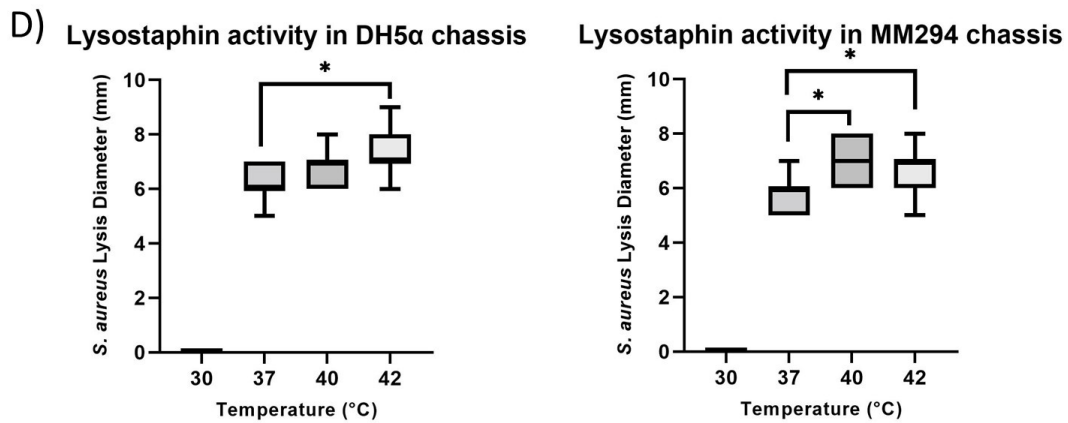 D)
Lysostaphin activity in DH5α chassis
*
S. aureus Lysis Diameter (mm)
10
8
6
4
2
0
30 37 40 42
Temperature (°C)
Lysostaphin activity in MM294 chassis
*
*
S. aureus Lysis Diameter (mm)
10
8
6
4
2
0
30 37 40 42
Temperature (°C)